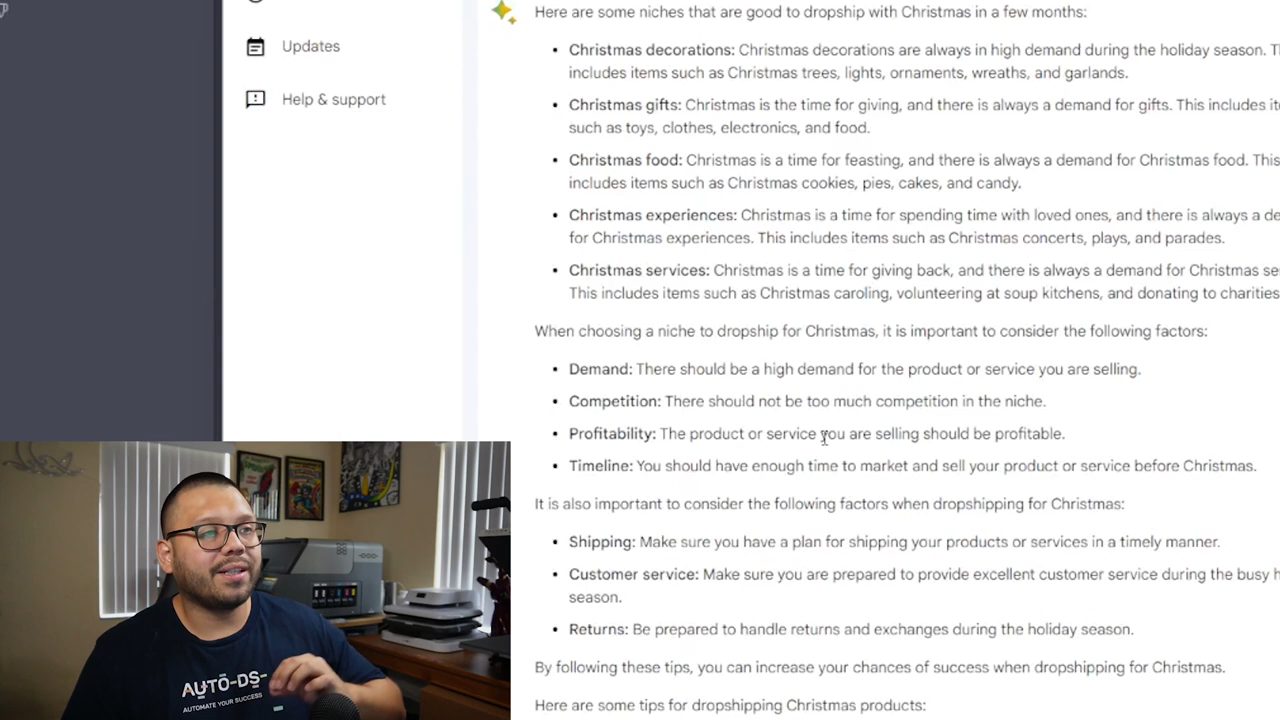 Updates
Help & support
Here are some niches that are good to dropship with Christmas in a few months:
• Christmas decorations: Christmas decorations are always in high demand during the holiday season.
includes items such as Christmas trees, lights, ornaments, wreaths, and garlands.
• Christmas gifts: Christmas is the time for giving, and there is always a demand for gifts. This includes
such as toys, clothes, electronics, and food.
• Christmas food: Christmas is a time for feasting, and there is always a demand for Christmas food. This
includes items such as Christmas cookies, pies, cakes, and candy.
• Christmas experiences: Christmas is a time for spending time with loved ones, and there is always a
for Christmas experiences. This includes items such as Christmas concerts, plays, and parades.
• Christmas services: Christmas is a time for giving back, and there is always a demand for Christmas
This includes items such as Christmas caroling, volunteering at soup kitchens, and donating to charities
When choosing a niche to dropship for Christmas, it is important to consider the following factors:
• Demand: There should be a high demand for the product or service you are selling.
• Competition: There should not be too much competition in the niche.
• Profitability: The product or service you are selling should be profitable.
• Timeline: You should have enough time to market and sell your product or service before Christmas.
It is also important to consider the following factors when dropshipping for Christmas:
• Shipping: Make sure you have a plan for shipping your products or services in a timely manner.
• Customer service: Make sure you are prepared to provide excellent customer service during the busy
season.
• Returns: Be prepared to handle returns and exchanges during the holiday season.
By following these tips, you can increase your chances of success when dropshipping for Christmas.
Here are some tips for dropshipping Christmas products:
AUTO-DS-
AUTOMATE YOUR SUCCESS